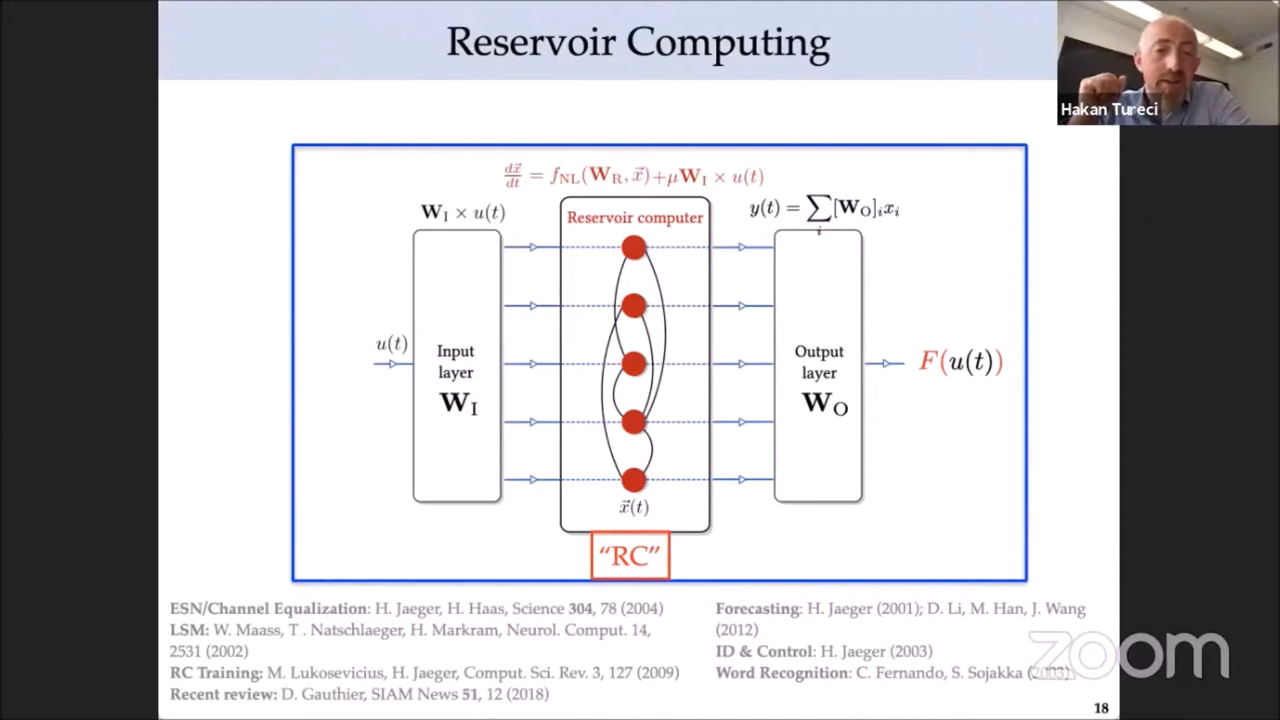 Reservoir Computing
Hakan Tureci
dx⃗/dt = f_NL(W_R, x⃗)+μW_I × u(t)
W_I × u(t)
Reservoir computer
y(t) = ∑_i [W_O]_i x_i
u(t)
Input
layer
W_I
Output
layer
W_O
F(u(t))
x⃗(t)
“RC”
ESN/Channel Equalization: H. Jaeger, H. Haas, Science 304, 78 (2004)
LSM: W. Maass, T . Natschlaeger, H. Markram, Neurol. Comput. 14,
2531 (2002)
RC Training: M. Lukosevicius, H. Jaeger, Comput. Sci. Rev. 3, 127 (2009)
Recent review: D. Gauthier, SIAM News 51, 12 (2018)
Forecasting: H. Jaeger (2001); D. Li, M. Han, J. Wang
(2012)
ID & Control: H. Jaeger (2003)
Word Recognition: C. Fernando, S. Sojakka (2003)
zoom
18